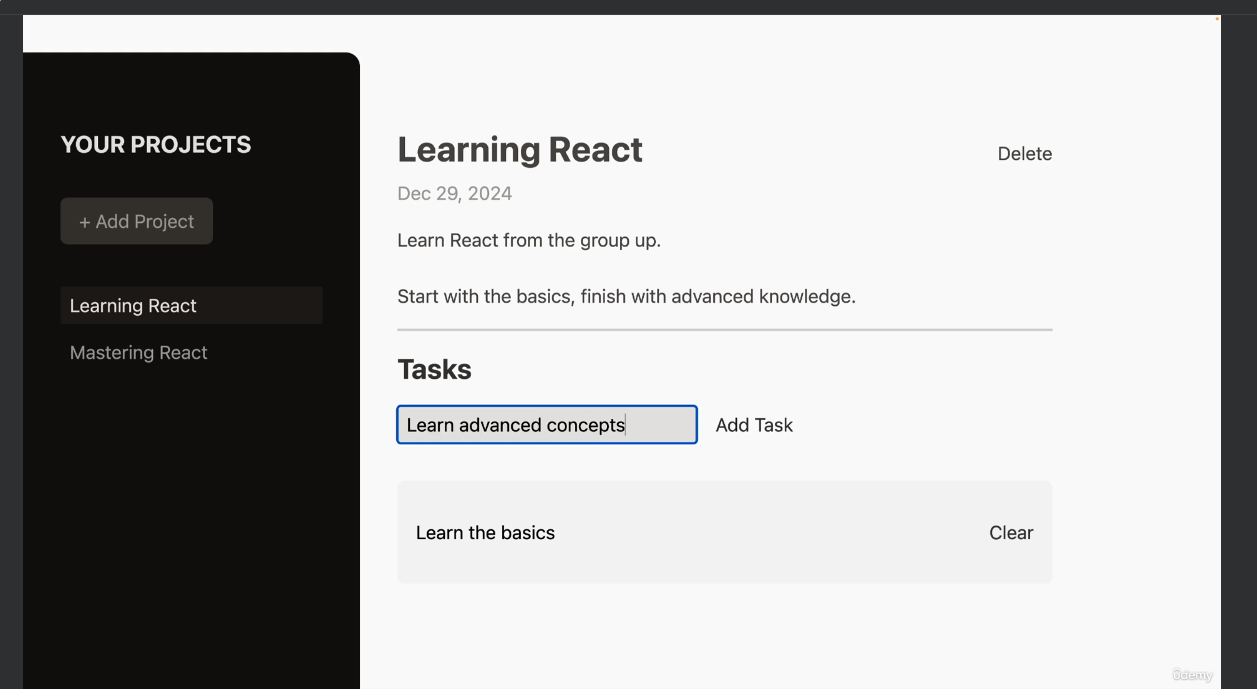 YOUR PROJECTS
+ Add Project
Learning React
Mastering React
Learning React
Delete
Dec 29, 2024
Learn React from the group up.
Start with the basics, finish with advanced knowledge.
Tasks
Learn advanced concepts
Add Task
Learn the basics
Clear
ûdemy